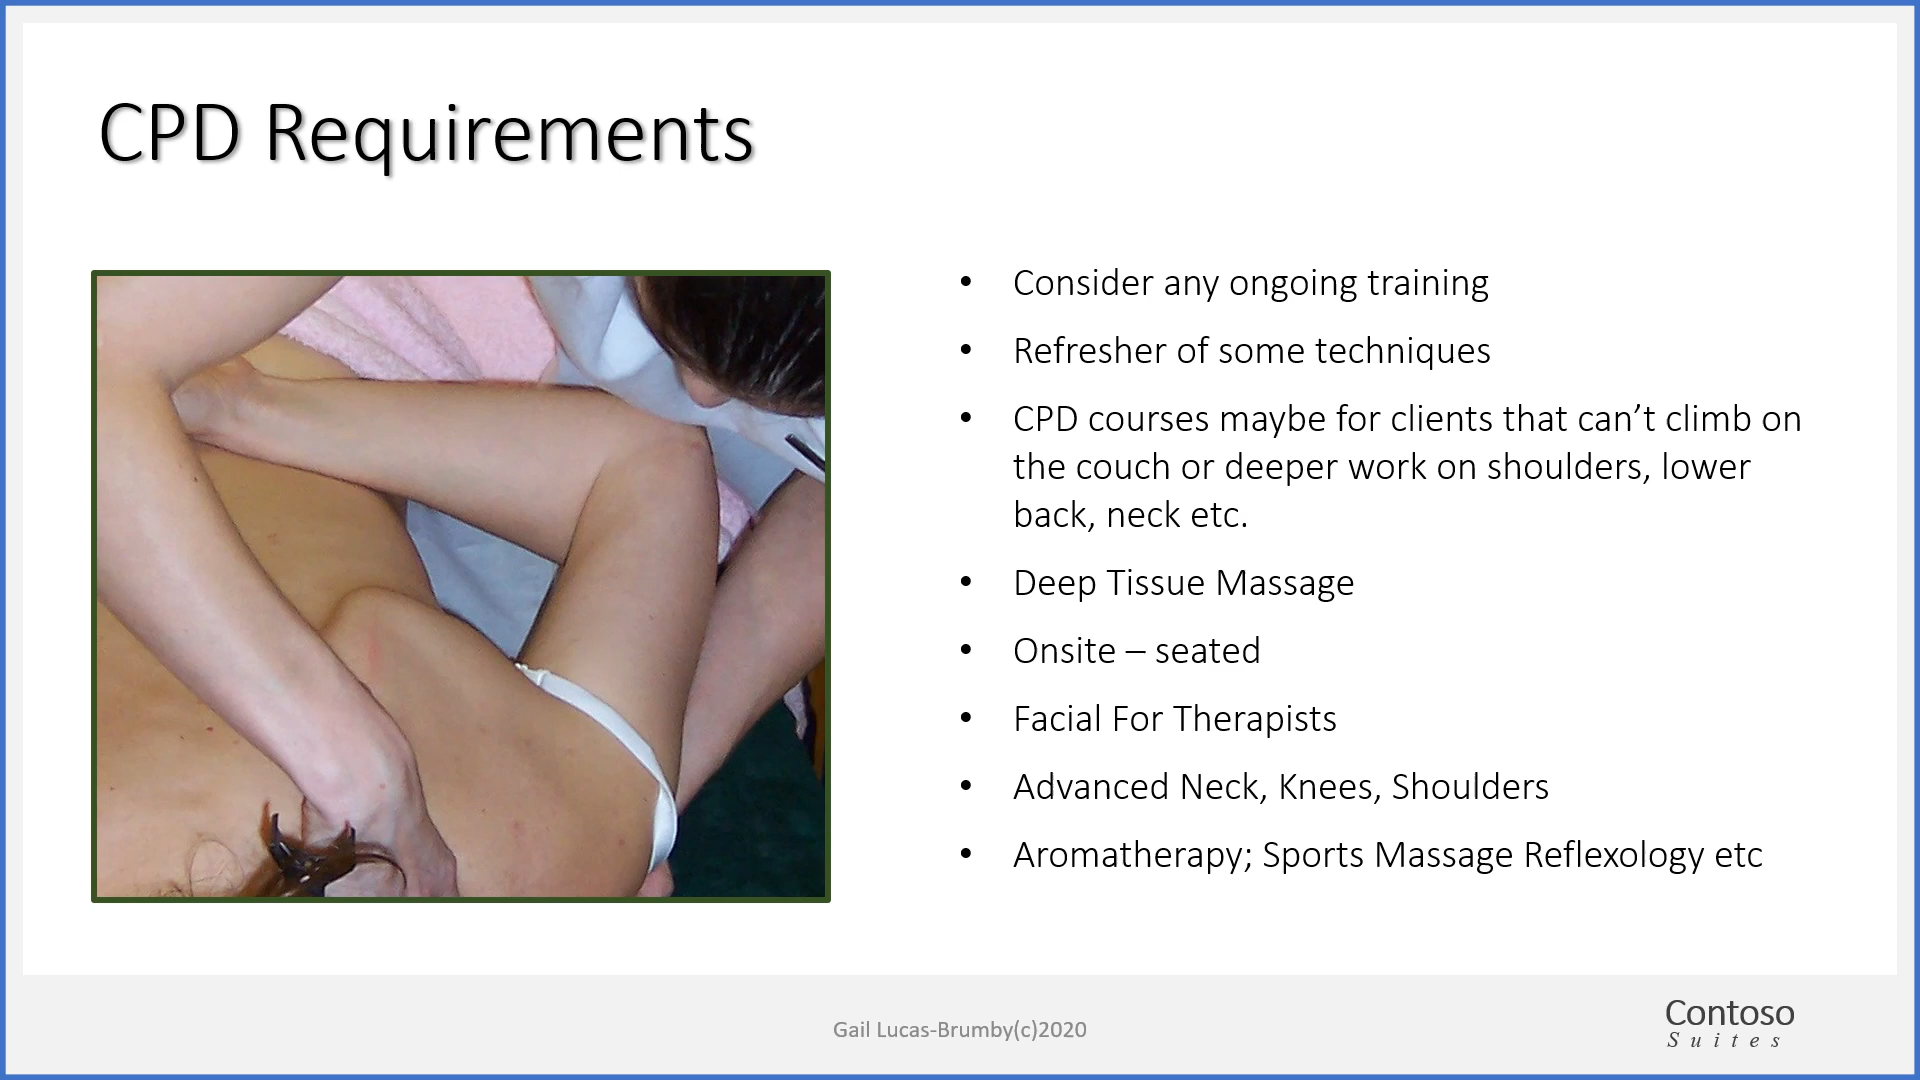 CPD Requirements
• Consider any ongoing training
• Refresher of some techniques
• CPD courses maybe for clients that can’t climb on
the couch or deeper work on shoulders, lower
back, neck etc.
• Deep Tissue Massage
• Onsite – seated
• Facial For Therapists
• Advanced Neck, Knees, Shoulders
• Aromatherapy; Sports Massage Reflexology etc
Gail Lucas-Brumby(c)2020
Contoso
Suites